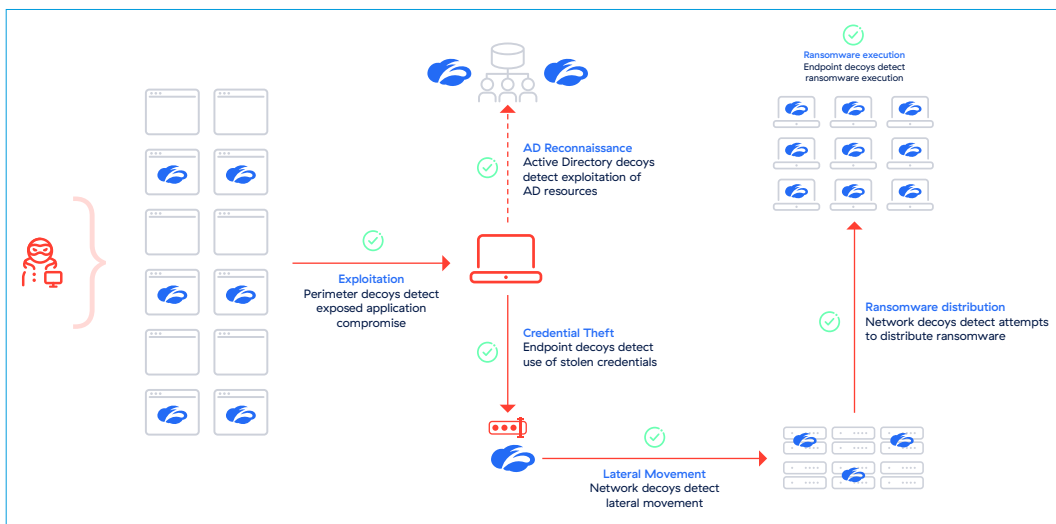 Ransomware execution
Endpoint decoys detect
ransomware execution
AD Reconnaissance
Active Directory decoys
detect exploitation of
AD resources
Exploitation
Perimeter decoys detect
exposed application
compromise
Credential Theft
Endpoint decoys detect
use of stolen credentials
Ransomware distribution
Network decoys detect attempts
to distribute ransomware
Lateral Movement
Network decoys detect
lateral movement